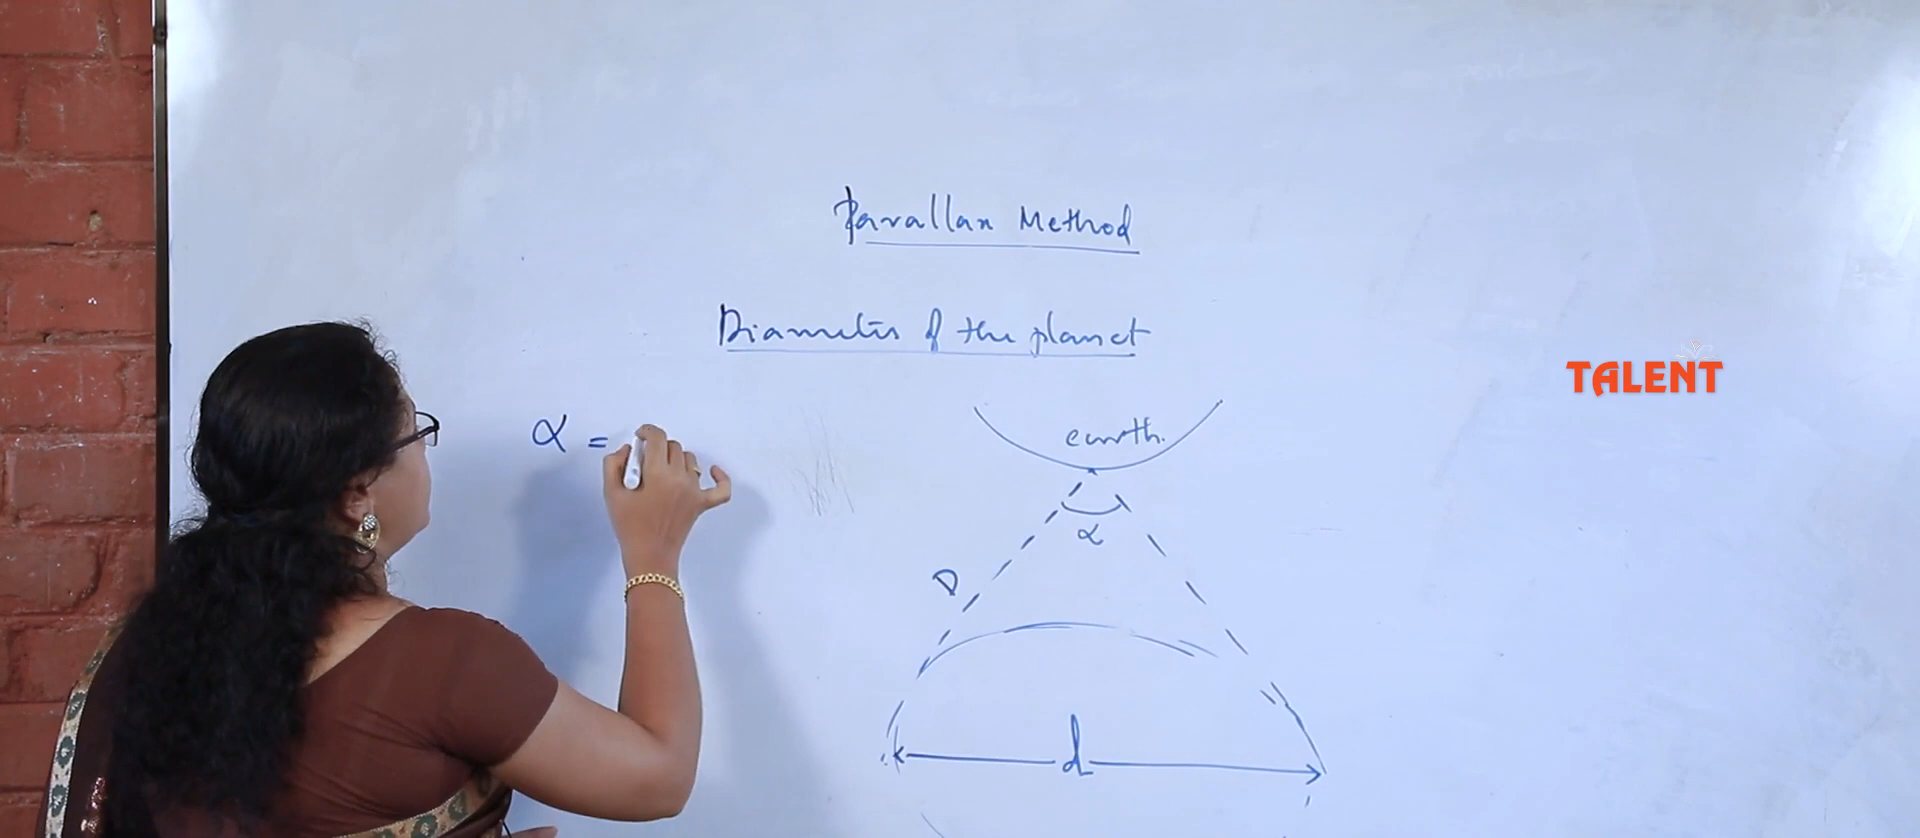 Parallax Method
Diameter of the planet
TALENT
α =
earth.
α
D
d